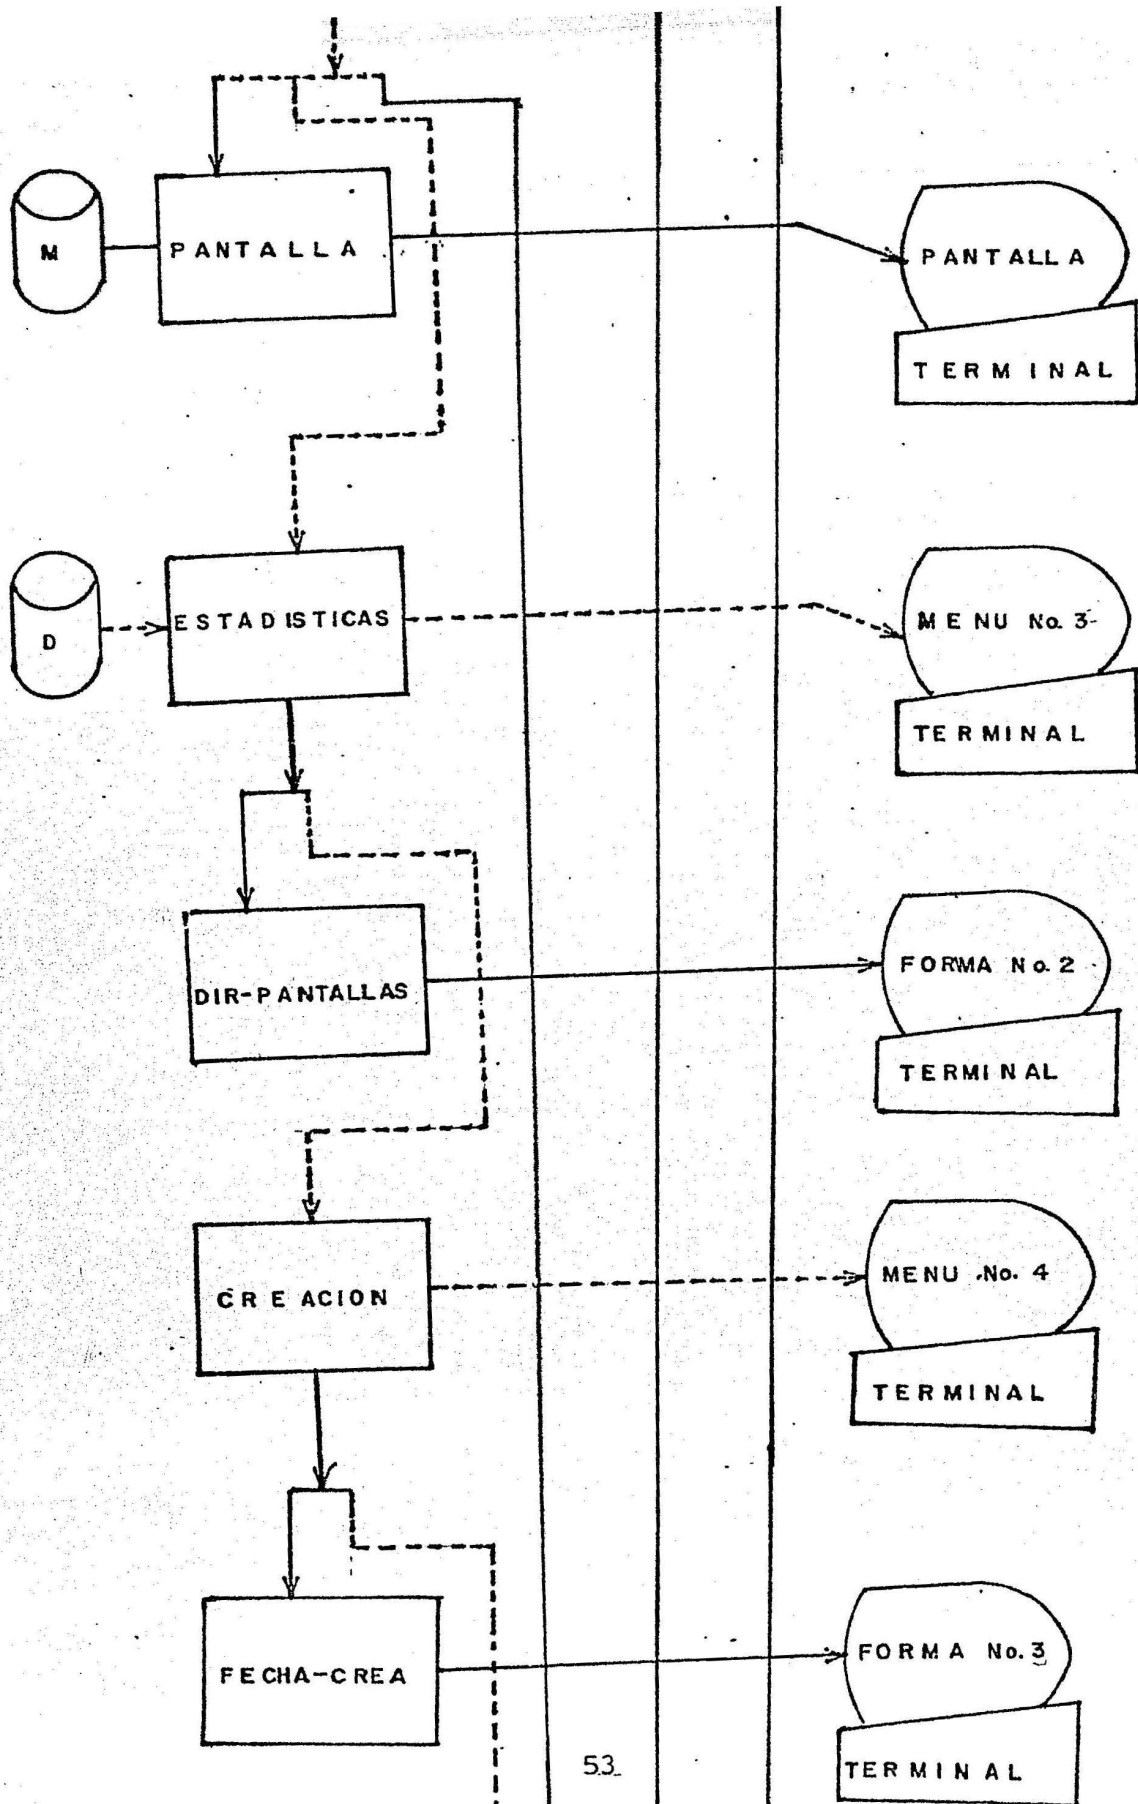 M
PANTALLA
PANTALLA
TERMINAL
D
ESTADISTICAS
MENU No. 3
TERMINAL
DIR-PANTALLAS
FORMA No. 2
TERMINAL
CREACION
MENU No. 4
TERMINAL
FECHA-CREA
FORMA No. 3
TERMINAL
53